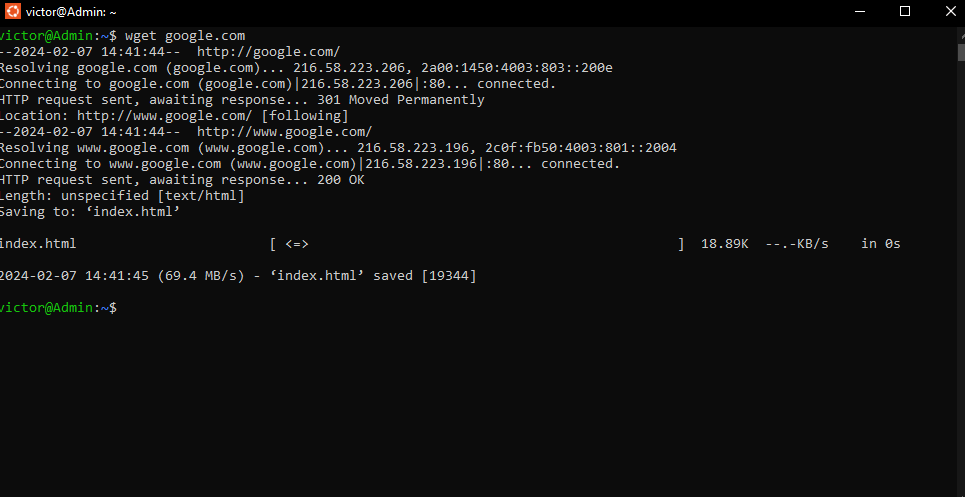 victor@Admin: ~
victor@Admin:~$ wget google.com
--2024-02-07 14:41:44--  http://google.com/
Resolving google.com (google.com)... 216.58.223.206, 2a00:1450:4003:803::200e
Connecting to google.com (google.com)|216.58.223.206|:80... connected.
HTTP request sent, awaiting response... 301 Moved Permanently
Location: http://www.google.com/ [following]
--2024-02-07 14:41:44--  http://www.google.com/
Resolving www.google.com (www.google.com)... 216.58.223.196, 2c0f:fb50:4003:801::2004
Connecting to www.google.com (www.google.com)|216.58.223.196|:80... connected.
HTTP request sent, awaiting response... 200 OK
Length: unspecified [text/html]
Saving to: ‘index.html’
index.html                        [ <=>                                              ]  18.89K  --.-KB/s    in 0s
2024-02-07 14:41:45 (69.4 MB/s) - ‘index.html’ saved [19344]
victor@Admin:~$